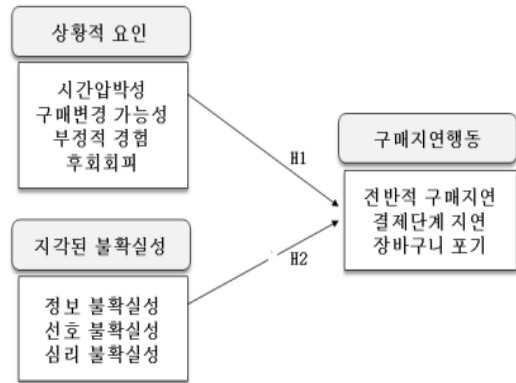 상황적 요인
시간압박성
구매변경 가능성
부정적 경험
후회회피
H1
구매지연행동
전반적 구매지연
결제단계 지연
장바구니 포기
지각된 불확실성
H2
정보 불확실성
선호 불확실성
심리 불확실성